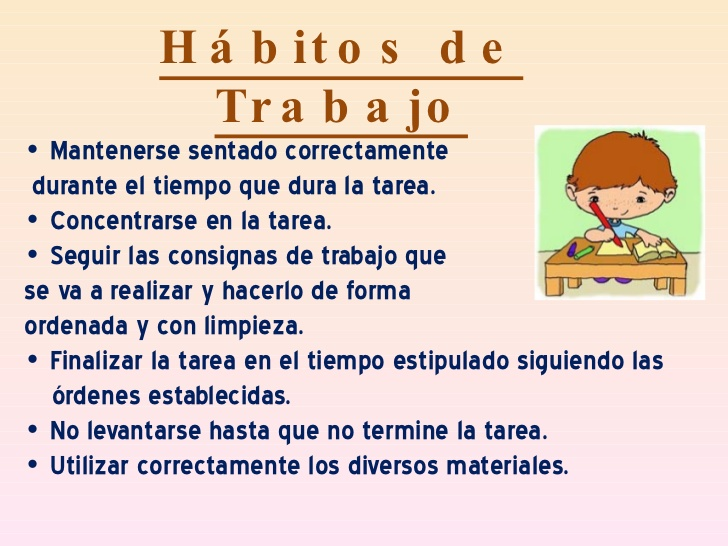 Hábitos de
Trabajo
• Mantenerse sentado correctamente
durante el tiempo que dura la tarea.
• Concentrarse en la tarea.
• Seguir las consignas de trabajo que
se va a realizar y hacerlo de forma
ordenada y con limpieza.
• Finalizar la tarea en el tiempo estipulado siguiendo las
órdenes establecidas.
• No levantarse hasta que no termine la tarea.
• Utilizar correctamente los diversos materiales.